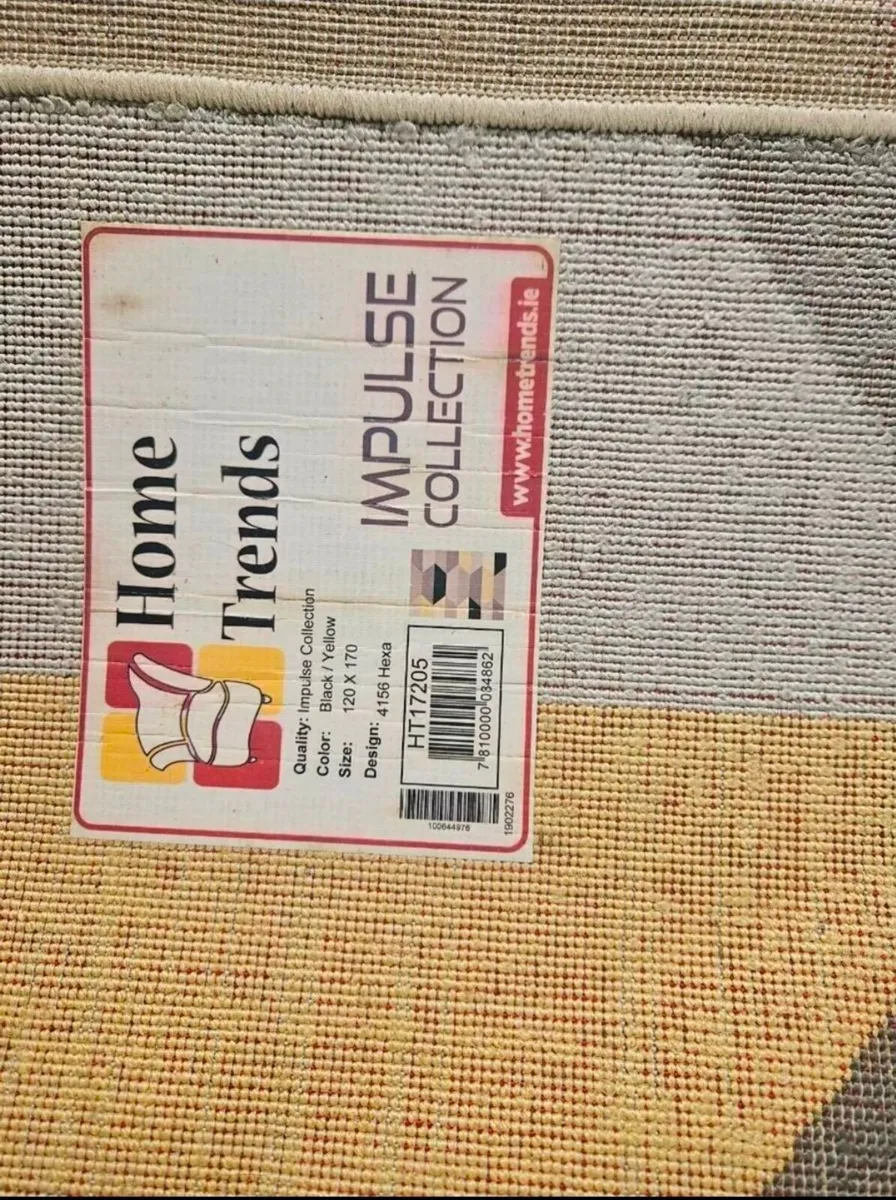 Home
Trends
Quality: Impulse Collection
Color: Black / Yellow
Size: 120 X 170
Design: 4156 Hexa
IMPULSE
COLLECTION
HT17205
7 810000 034862
100644976
1902276
www.hometrends.ie